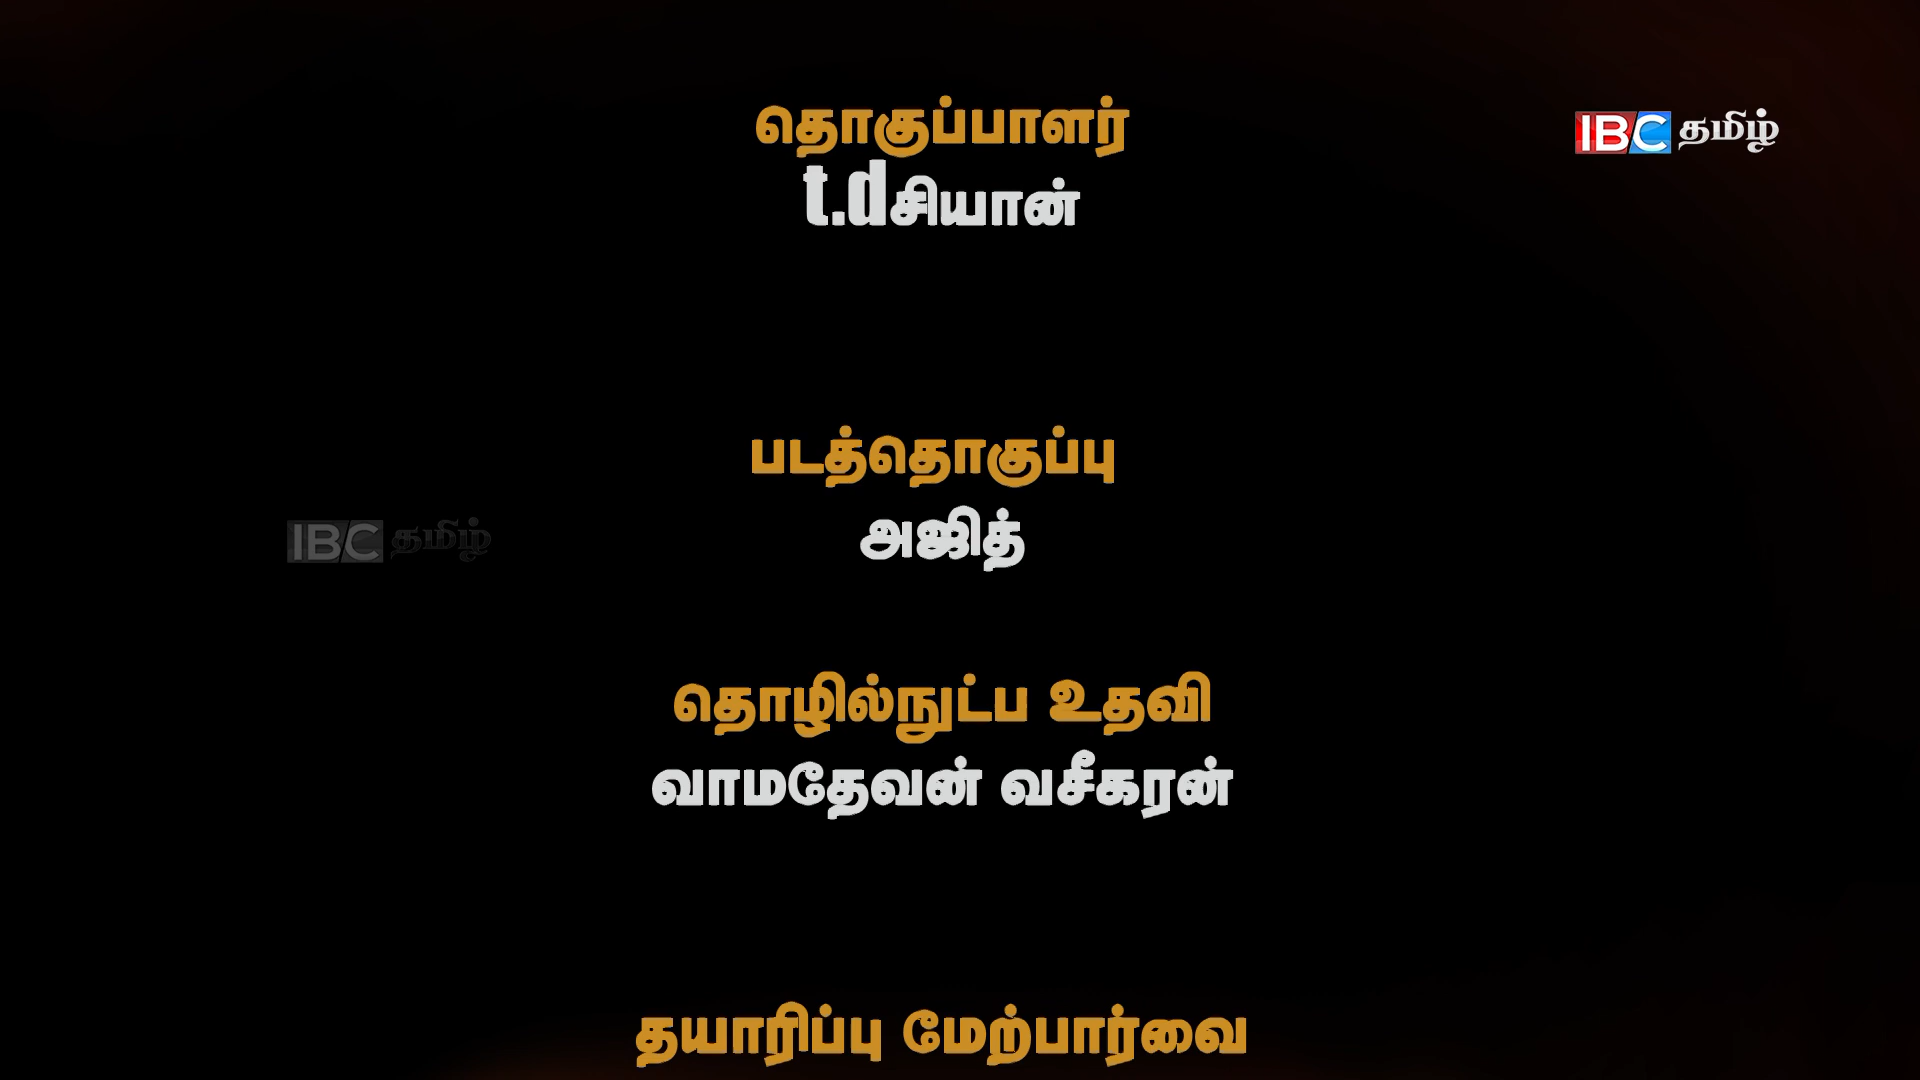 தொகுப்பாளர்
IBC தமிழ்
t.dசியான்
படத்தொகுப்பு
அஜித்
IBC தமிழ்
தொழில்நுட்ப உதவி
வாமதேவன் வசீகரன்
தயாரிப்பு மேற்பார்வை